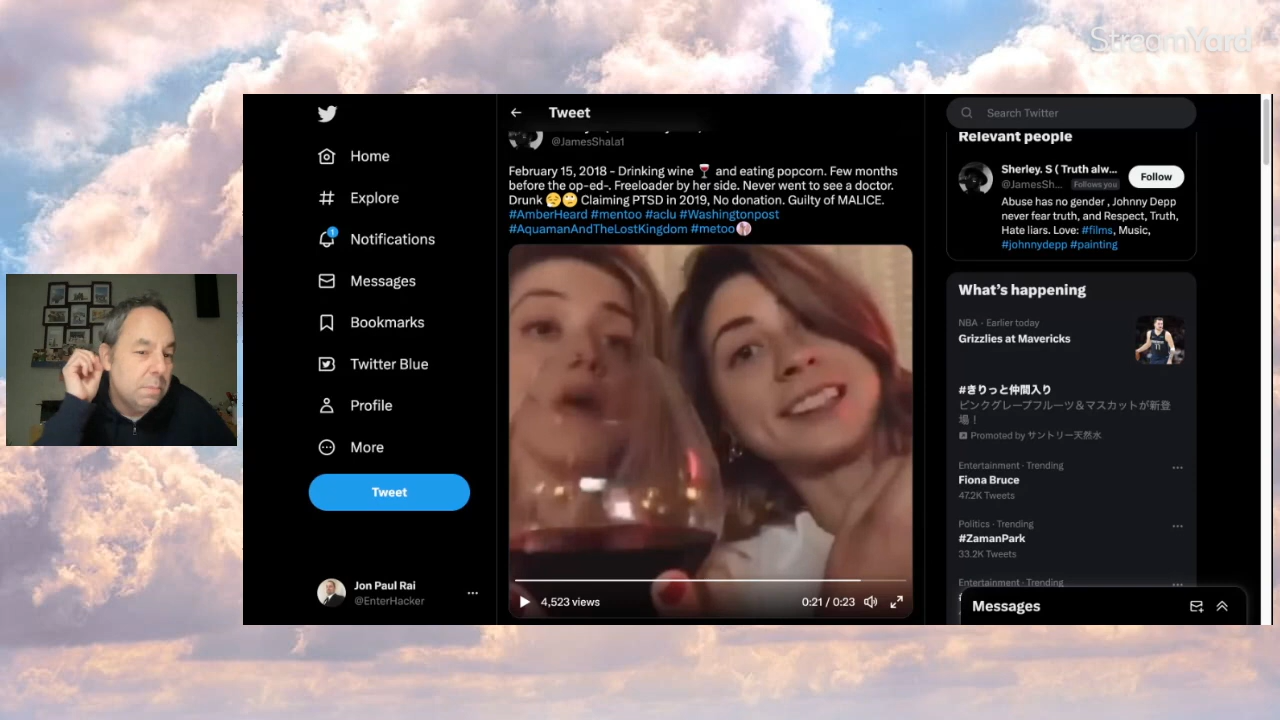 StreamYard
Home
Explore
1
Notifications
Messages
Bookmarks
Twitter Blue
Profile
More
Tweet
Jon Paul Rai
@EnterHacker
Tweet
@JamesShala1
February 15, 2018 - Drinking wine 🍷 and eating popcorn. Few months
before the op-ed-. Freeloader by her side. Never went to see a doctor.
Drunk 😮‍💨🙄 Claiming PTSD in 2019, No donation. Guilty of MALICE.
#AmberHeard #mentoo #aclu #Washingtonpost
#AquamanAndTheLostKingdom #metoo
4,523 views
0:21 / 0:23
Search Twitter
Relevant people
Sherley. S ( Truth alw...
@JamesSh... Follows you
Follow
Abuse has no gender , Johnny Depp
never fear truth, and Respect, Truth,
Hate liars. Love: #films, Music,
#johnnydepp #painting
What's happening
NBA · Earlier today
Grizzlies at Mavericks
#きりっと仲間入り
ピンクグレープフルーツ＆マスカットが新登
場！
Promoted by サントリー天然水
Entertainment · Trending
Fiona Bruce
47.2K Tweets
Politics · Trending
#ZamanPark
33.2K Tweets
Entertainment · Trending
Messages